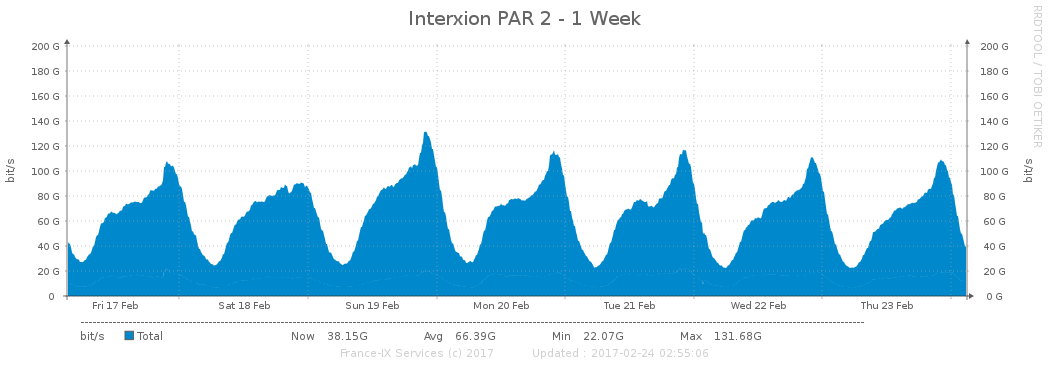 Interxion PAR 2 - 1 Week
RRDTOOL / TOBI OETIKER
200 G 200 G
180 G 180 G
160 G 160 G
140 G 140 G
120 G 120 G
100 G 100 G
80 G 80 G
60 G 60 G
40 G 40 G
20 G 20 G
0 0 G
bit/s
bit/s
Fri 17 Feb Sat 18 Feb Sun 19 Feb Mon 20 Feb Tue 21 Feb Wed 22 Feb Thu 23 Feb
bit/s Total Now 38.15G Avg 66.39G Min 22.07G Max 131.68G
France-IX Services (c) 2017 Updated : 2017-02-24 02:55:06